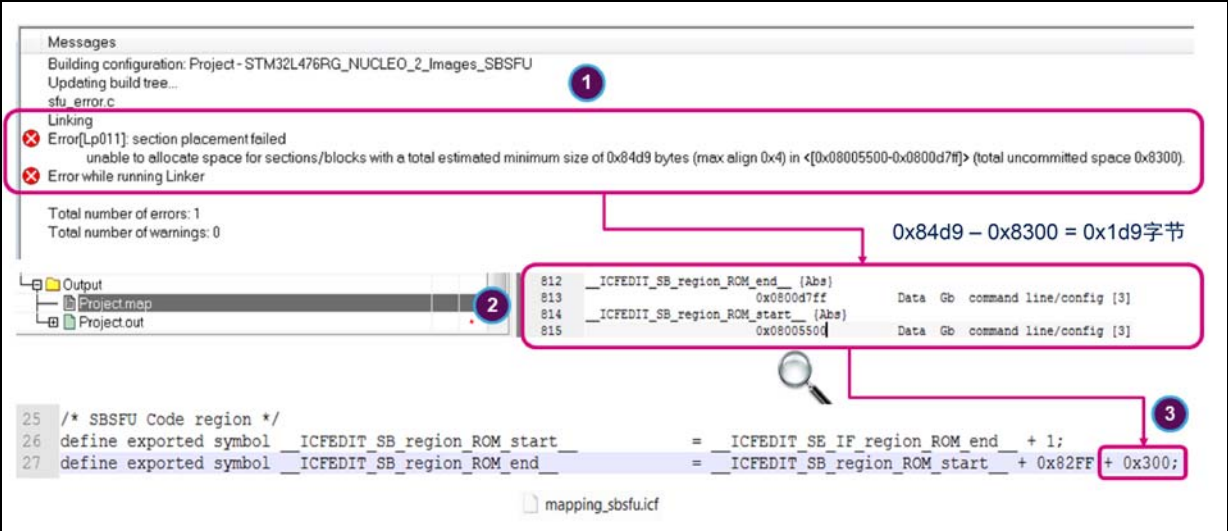 Messages
Building configuration: Project - STM32L476RG_NUCLEO_2_Images_SBSFU
Updating build tree...
1
sfu_error.c
Linking
Error[Lp011]: section placement failed
unable to allocate space for sections/blocks with a total estimated minimum size of 0x84d9 bytes (max align 0x4) in <[0x08005500-0x0800d7ff]> (total uncommitted space 0x8300).
Error while running Linker
Total number of errors: 1
Total number of warnings: 0
0x84d9 – 0x8300 = 0x1d9字节
Output
Project.map
Project.out
2
812 __ICFEDIT_SB_region_ROM_end__ {Abs}
813 0x0800d7ff Data Gb command line/config [3]
814 __ICFEDIT_SB_region_ROM_start__ {Abs}
815 0x08005500 Data Gb command line/config [3]
3
25 /* SBSFU Code region */
26 define exported symbol __ICFEDIT_SB_region_ROM_start__ = __ICFEDIT_SE_IF_region_ROM_end__ + 1;
27 define exported symbol __ICFEDIT_SB_region_ROM_end__ = __ICFEDIT_SB_region_ROM_start__ + 0x82FF + 0x300;
mapping_sbsfu.icf